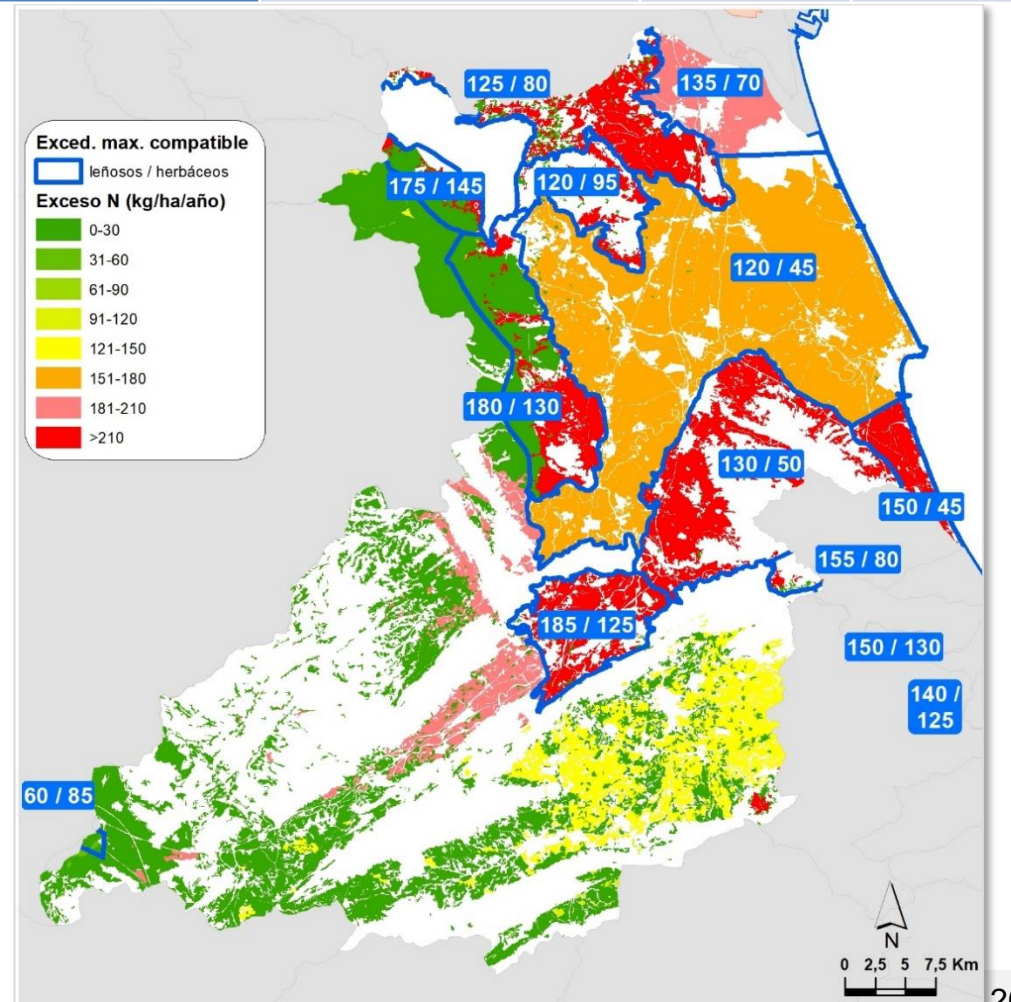 125 / 80
135 / 70
Exced. max. compatible
leñosos / herbáceos
Exceso N (kg/ha/año)
0-30
31-60
61-90
91-120
121-150
151-180
181-210
>210
175 / 145
120 / 95
120 / 45
180 / 130
130 / 50
150 / 45
155 / 80
185 / 125
150 / 130
140 /
125
60 / 85
N
0 2,5 5 7,5 Km